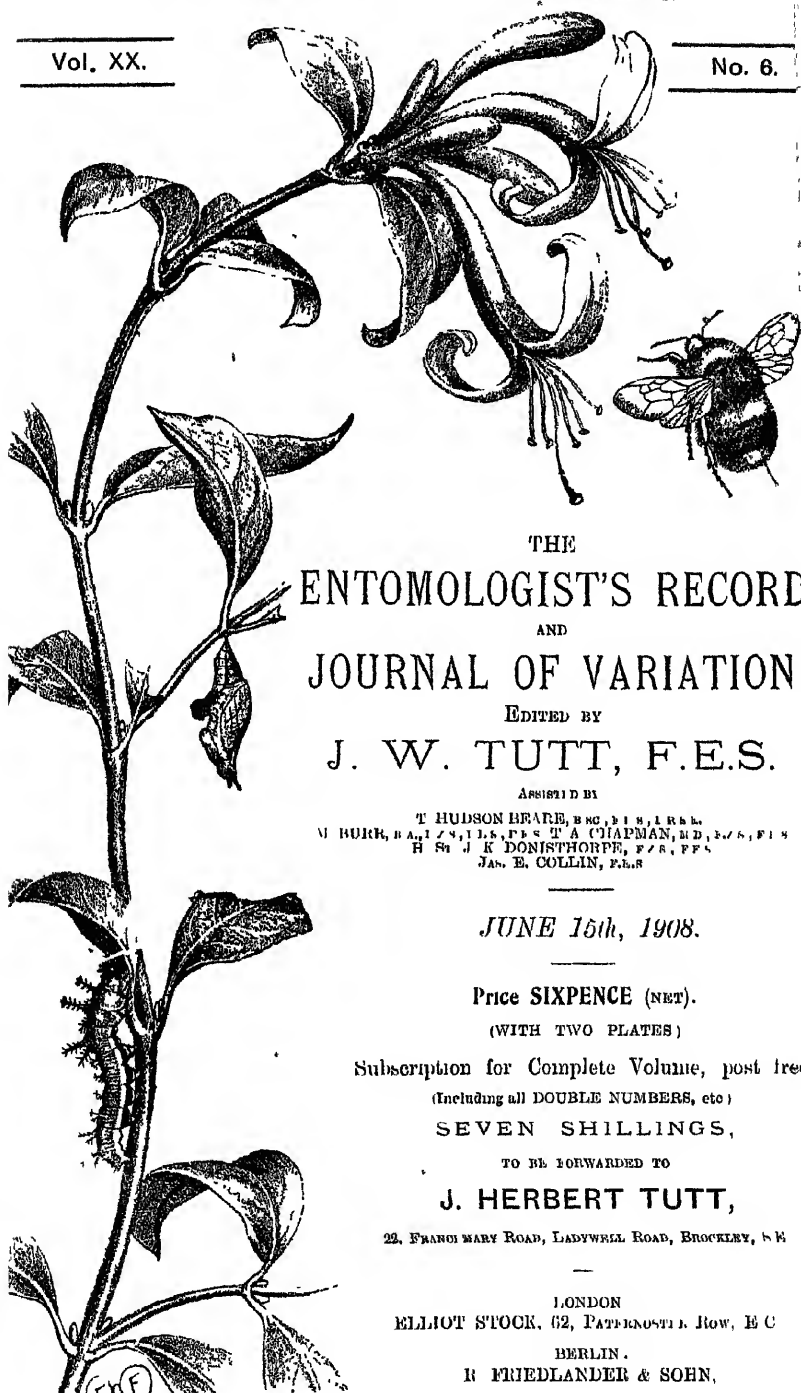 Vol. XX.
No. 6.
THE
ENTOMOLOGIST'S RECORD
AND
JOURNAL OF VARIATION
EDITED BY
J. W. TUTT, F.E.S.
ASSISTED BY
T HUDSON BEARE,
M BURR, T A CHAPMAN, M D,
H St J K DONISTHORPE,
JAS. E. COLLIN, F.E.S
JUNE 15th, 1908.
Price SIXPENCE (NET).
(WITH TWO PLATES)
Subscription for Complete Volume, post free
(Including all DOUBLE NUMBERS, etc)
SEVEN SHILLINGS,
TO BE FORWARDED TO
J. HERBERT TUTT,
22, ROAD, LADYWELL ROAD, BROCKLEY, S E
LONDON
ELLIOT STOCK, 62, PATERNOSTER ROW, E C
BERLIN.
R FRIEDLANDER & SOHN,